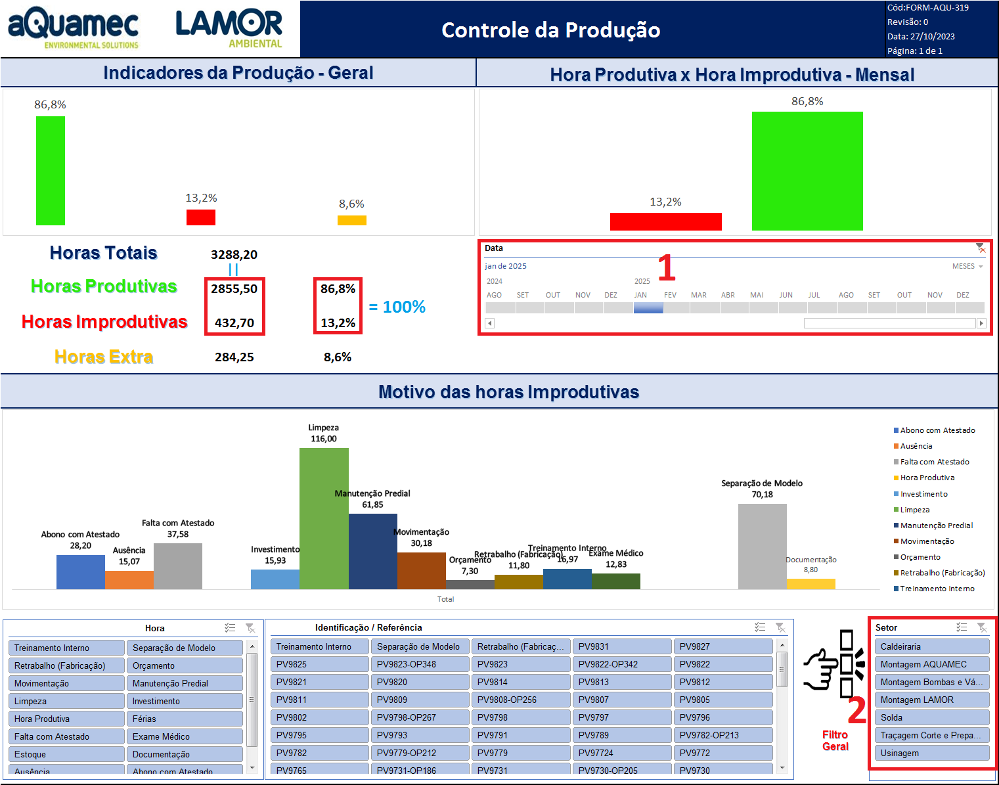 aQuamec
ENVIRONMENTAL SOLUTIONS
LAMOR
AMBIENTAL
Controle da Produção
Cód:FORM-AQU-319
Revisão: 0
Data: 27/10/2023
Página: 1 de 1
Indicadores da Produção - Geral
Hora Produtiva x Hora Improdutiva - Mensal
86,8%
13,2%
8,6%
13,2%
86,8%
Horas Totais 3288,20
||
Horas Produtivas 2855,50 86,8%
= 100%
Horas Improdutivas 432,70 13,2%
Horas Extra 284,25 8,6%
Data
jan de 2025
MESES
1
2024 2025
AGO SET OUT NOV DEZ JAN FEV MAR ABR MAI JUN JUL AGO SET OUT NOV DEZ
Motivo das horas Improdutivas
Abono com Atestado
28,20
Ausência
15,07
Falta com Atestado
37,58
Investimento
15,93
Limpeza
116,00
Manutenção Predial
61,85
Movimentação
30,18
Orçamento
7,30
Retrabalho (Fabricação)
11,80
Treinamento Interno
16,97
Exame Médico
12,83
Separação de Modelo
70,18
Documentação
8,80
Total
Abono com Atestado
Ausência
Falta com Atestado
Hora Produtiva
Investimento
Limpeza
Manutenção Predial
Movimentação
Orçamento
Retrabalho (Fabricação)
Treinamento Interno
Hora
Treinamento Interno Separação de Modelo
Retrabalho (Fabricação) Orçamento
Movimentação Manutenção Predial
Limpeza Investimento
Hora Produtiva Férias
Falta com Atestado Exame Médico
Estoque Documentação
Ausência Abono com Atestado
Identificação / Referência
Treinamento Interno Separação de Modelo Retrabalho (Fabricaç... PV9831 PV9827
PV9825 PV9823-OP348 PV9823 PV9822-OP342 PV9822
PV9821 PV9820 PV9814 PV9813 PV9812
PV9811 PV9809 PV9808-OP256 PV9807 PV9805
PV9802 PV9798-OP267 PV9798 PV9797 PV9796
PV9795 PV9793 PV9791 PV9789 PV9782-OP213
PV9782 PV9779-OP212 PV9779 PV97724 PV9772
PV9765 PV9731-OP186 PV9731 PV9730-OP205 PV9730
2
Filtro
Geral
Setor
Caldeiraria
Montagem AQUAMEC
Montagem Bombas e Vá...
Montagem LAMOR
Solda
Traçagem Corte e Prepa...
Usinagem